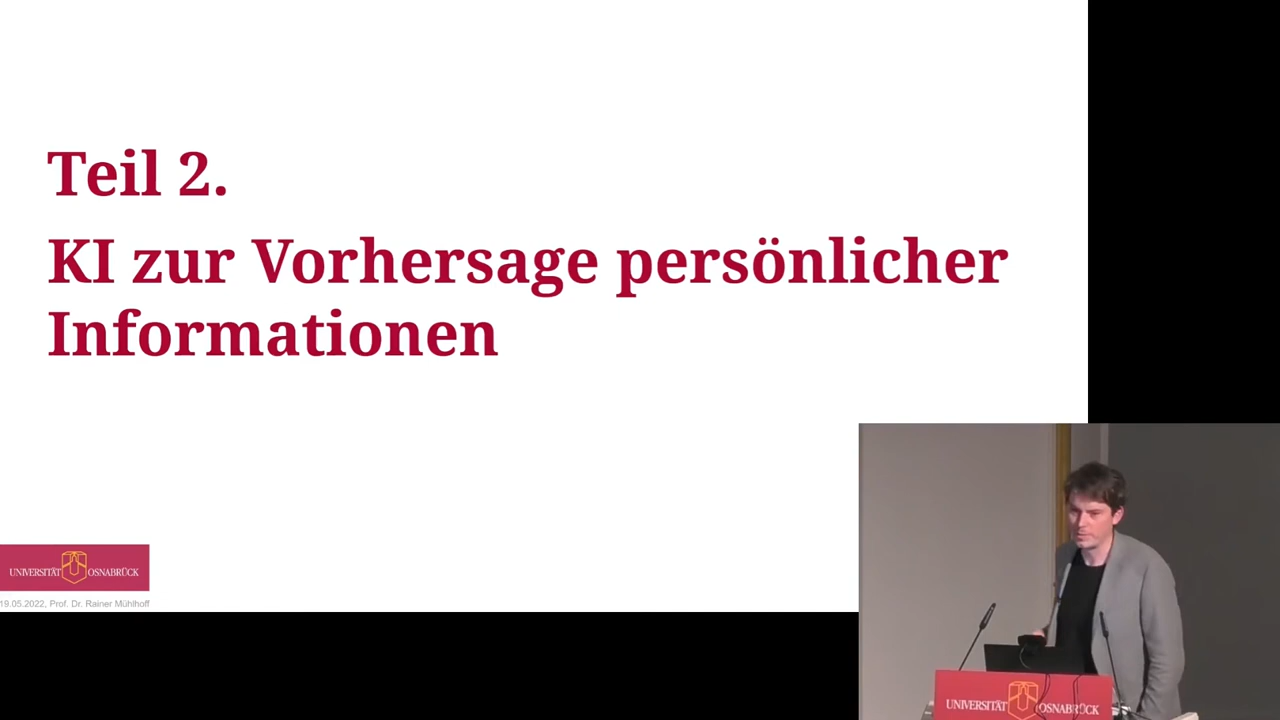 Teil 2.
KI zur Vorhersage persönlicher
Informationen
UNIVERSITÄT OSNABRÜCK
19.05.2022, Prof. Dr. Rainer Mühlhoff
UNIVERSITÄT OSNABRÜCK